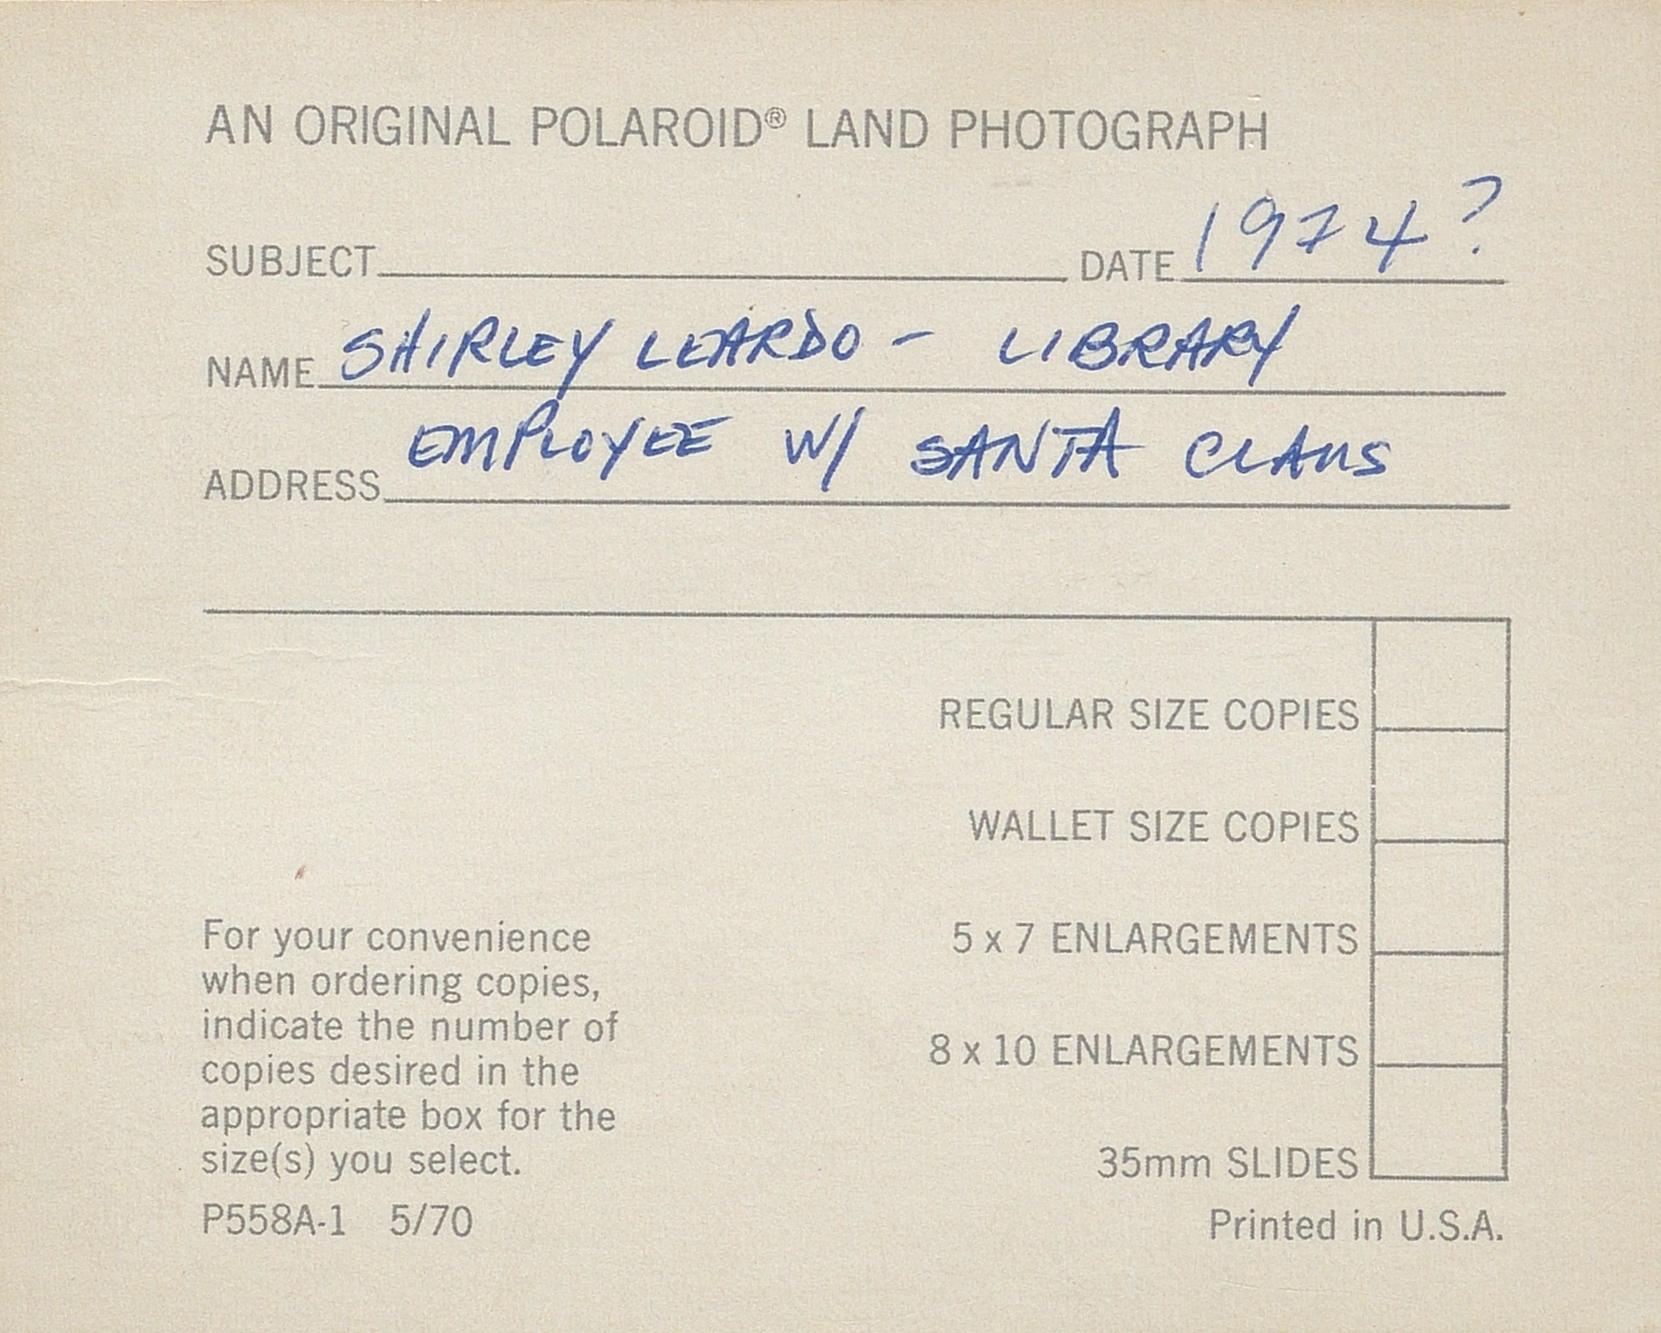 AN ORIGINAL POLAROID® LAND PHOTOGRAPH
SUBJECT DATE 1974?
NAME SHIRLEY LEARDO - LIBRARY
ADDRESS EMPLOYEE W/ SANTA CLAUS
REGULAR SIZE COPIES
WALLET SIZE COPIES
5 x 7 ENLARGEMENTS
8 x 10 ENLARGEMENTS
35mm SLIDES
For your convenience
when ordering copies,
indicate the number of
copies desired in the
appropriate box for the
size(s) you select.
P558A-1 5/70
Printed in U.S.A.